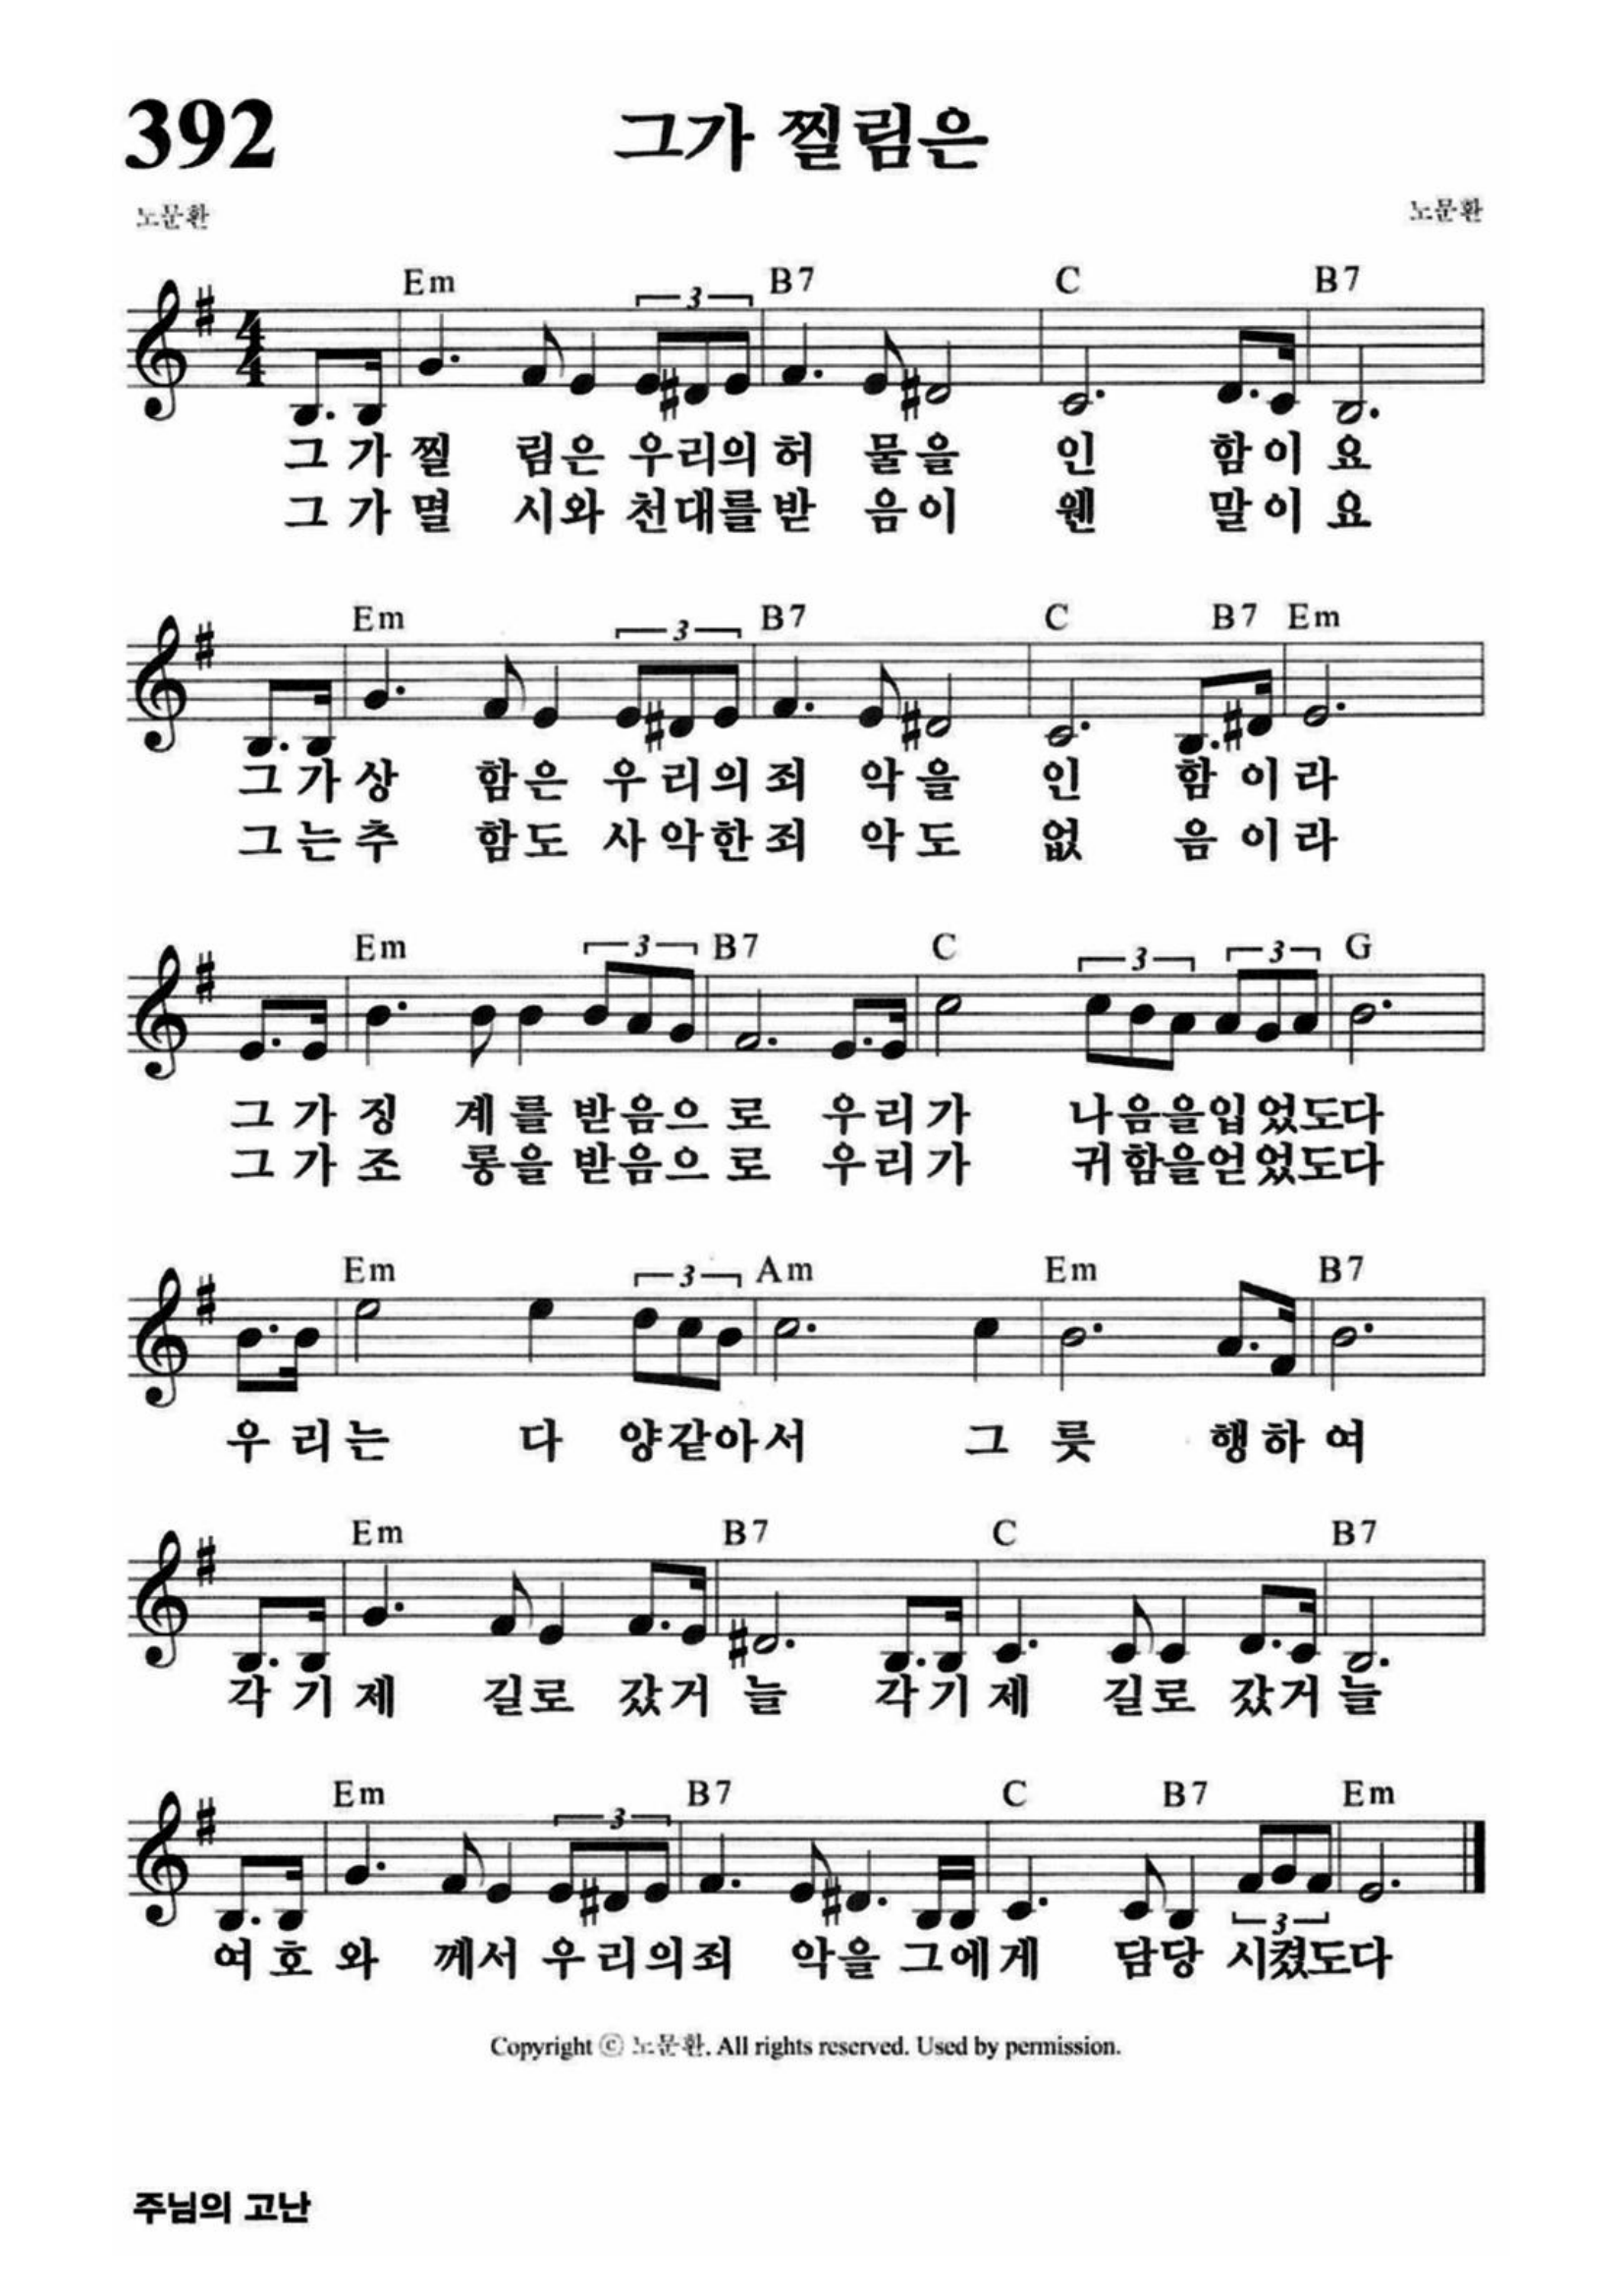 392
그가 찔림은
노문환 노문환
Em 3 B7 C B7
4
4
그 가 찔 림은 우리의 허 물을 인 함이 요
그 가 멸 시와 천대를 받 음이 웬 말이 요
Em 3 B7 C B7 Em
그 가 상 함은 우리의 죄 악을 인 함 이 라
그 는 추 함도 사악한 죄 악도 없 음 이 라
Em 3 B7 C 3 3 G
그 가 징 계를 받음으 로 우리 가 나음을입었도다
그 가 조 롱을 받음으 로 우리 가 귀함을얻었도다
Em 3 Am Em B7
우 리 는 다 양같아서 그 릇 행하 여
Em B7 C B7
각 기 제 길로 갔거 늘 각기 제 길로 갔거 늘
Em 3 B7 C B7 Em
3
여 호 와 께서 우리의죄 악을 그에게 담당 시켰도다
Copyright ⓒ 노문환. All rights reserved. Used by permission.
주님의 고난